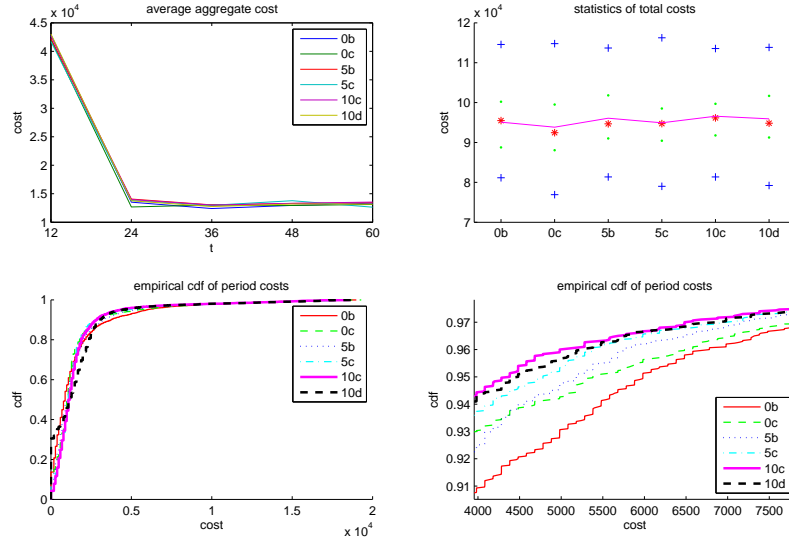 average aggregate cost
4.5 x 10^4
4
3.5
3
2.5
2
1.5
1
cost
12 24 36 48 60
t
0b
0c
5b
5c
10c
10d
statistics of total costs
12 x 10^4
11
10
9
8
7
cost
0b 0c 5b 5c 10c 10d
empirical cdf of period costs
1
0.8
0.6
0.4
0.2
0
cdf
0 0.5 1 1.5 2
cost
x 10^4
0b
0c
5b
5c
10c
10d
empirical cdf of period costs
0.97
0.96
0.95
0.94
0.93
0.92
0.91
cdf
4000 4500 5000 5500 6000 6500 7000 7500
cost
0b
0c
5b
5c
10c
10d